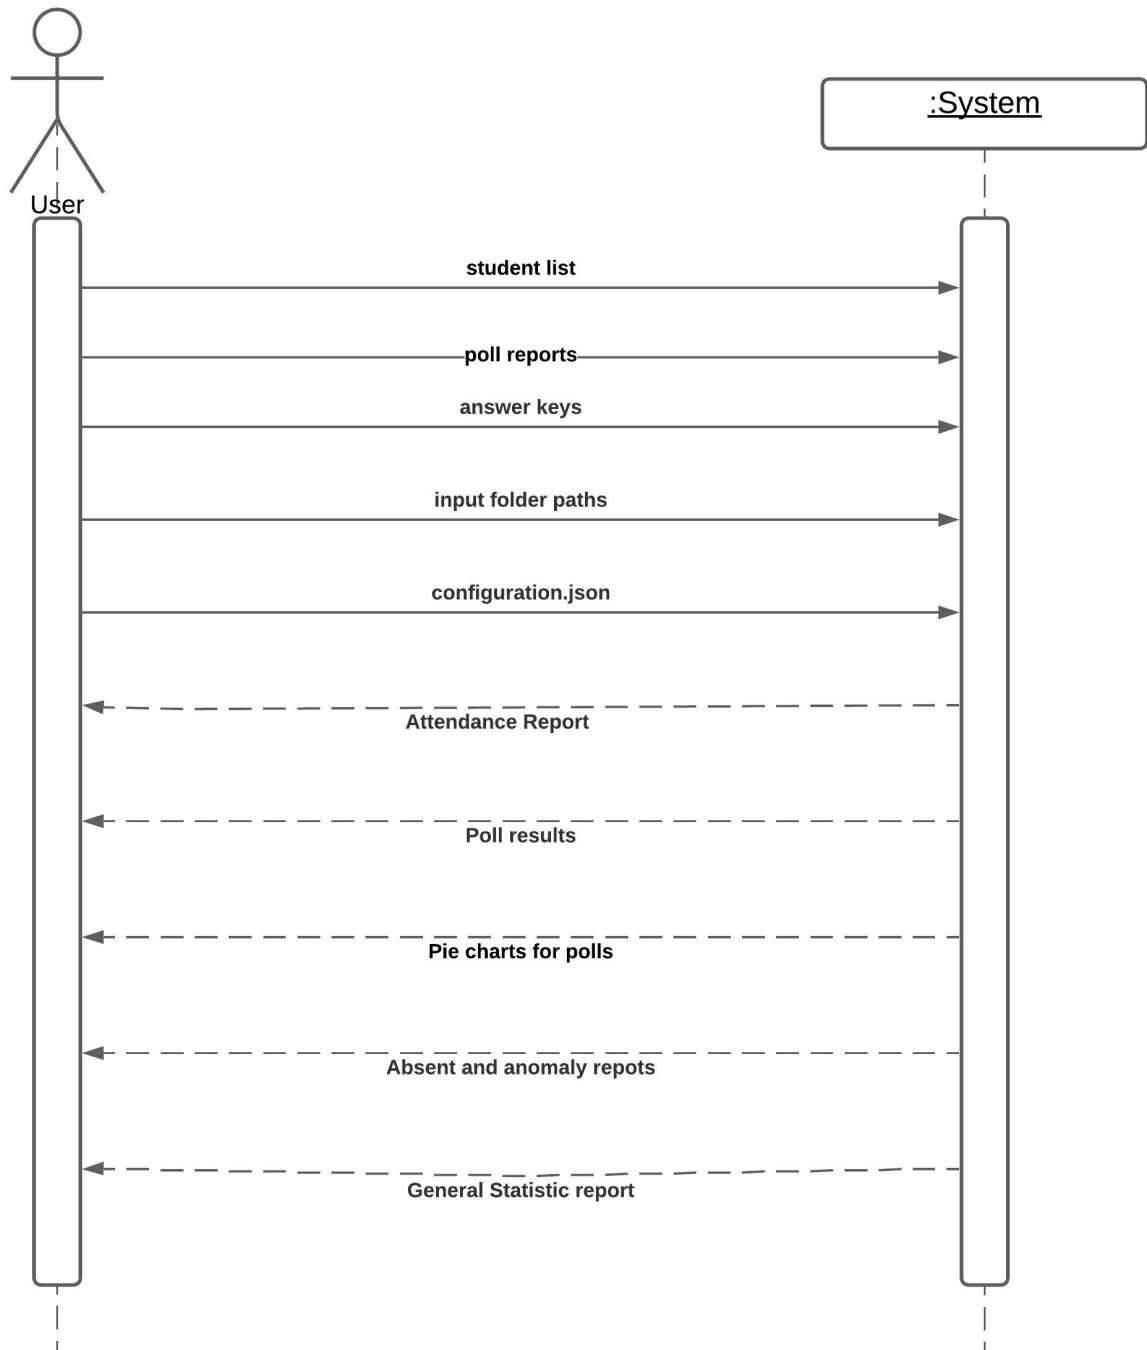 :System
User
student list
poll reports
answer keys
input folder paths
configuration.json
Attendance Report
Poll results
Pie charts for polls
Absent and anomaly repots
General Statistic report